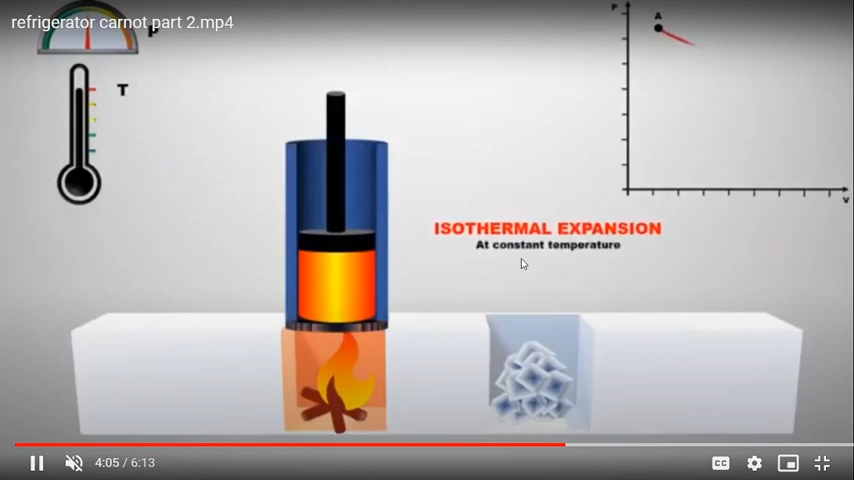 refrigerator carnot part 2.mp4
P
T
P
A
V
ISOTHERMAL EXPANSION
At constant temperature
4:05 / 6:13
CC